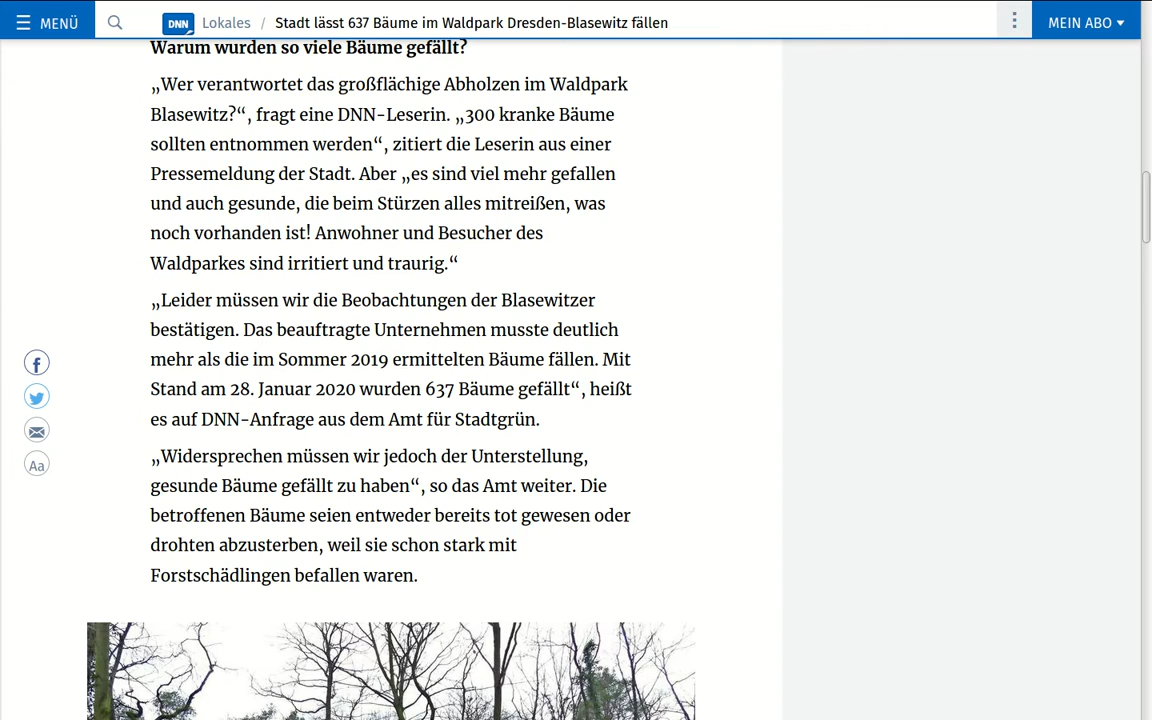 MENÜ
DNN Lokales / Stadt lässt 637 Bäume im Waldpark Dresden-Blasewitz fällen
MEIN ABO
Warum wurden so viele Bäume gefällt?
„Wer verantwortet das großflächige Abholzen im Waldpark
Blasewitz?“, fragt eine DNN-Leserin. „300 kranke Bäume
sollten entnommen werden“, zitiert die Leserin aus einer
Pressemeldung der Stadt. Aber „es sind viel mehr gefallen
und auch gesunde, die beim Stürzen alles mitreißen, was
noch vorhanden ist! Anwohner und Besucher des
Waldparkes sind irritiert und traurig.“
„Leider müssen wir die Beobachtungen der Blasewitzer
bestätigen. Das beauftragte Unternehmen musste deutlich
mehr als die im Sommer 2019 ermittelten Bäume fällen. Mit
Stand am 28. Januar 2020 wurden 637 Bäume gefällt“, heißt
es auf DNN-Anfrage aus dem Amt für Stadtgrün.
„Widersprechen müssen wir jedoch der Unterstellung,
gesunde Bäume gefällt zu haben“, so das Amt weiter. Die
betroffenen Bäume seien entweder bereits tot gewesen oder
drohten abzusterben, weil sie schon stark mit
Forstschädlingen befallen waren.
Aa